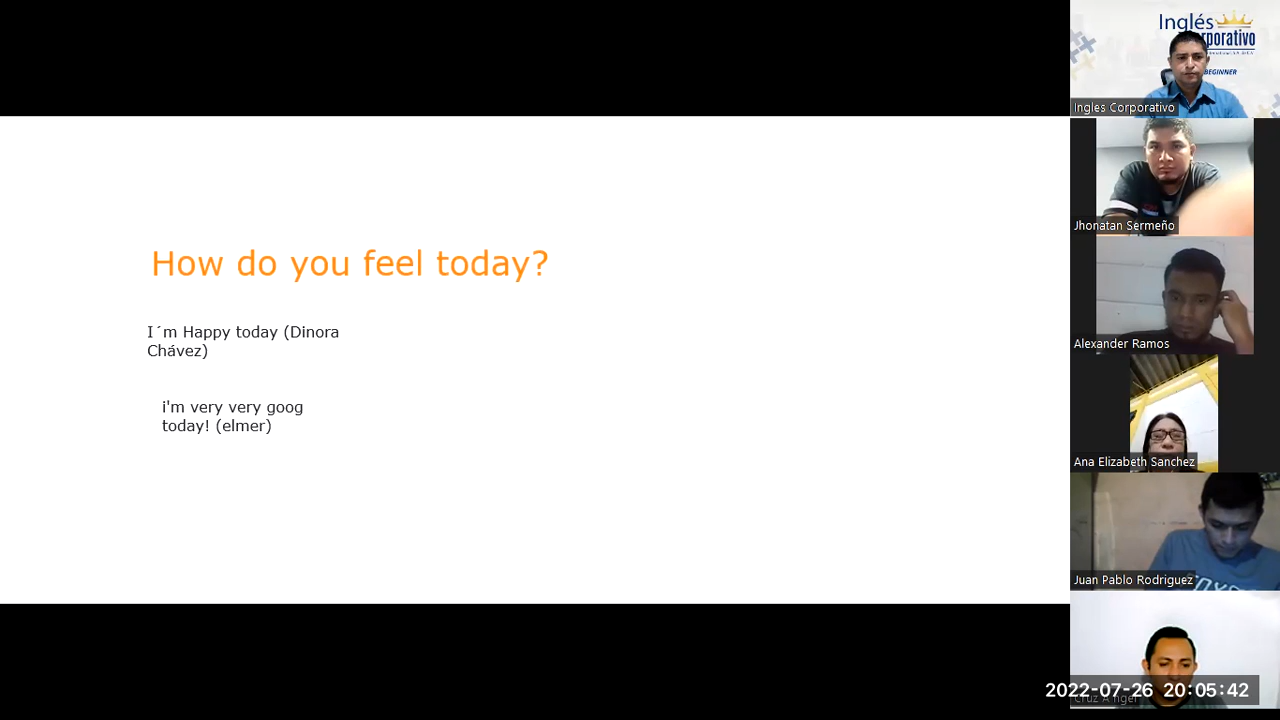 How do you feel today?
I´m Happy today (Dinora
Chávez)
i'm very very goog
today! (elmer)
Inglés
BEGINNER
Ingles Corporativo
Jhonatan Sermeño
Alexander Ramos
Ana Elizabeth Sanchez
Juan Pablo Rodriguez
2022-07-26 20:05:42